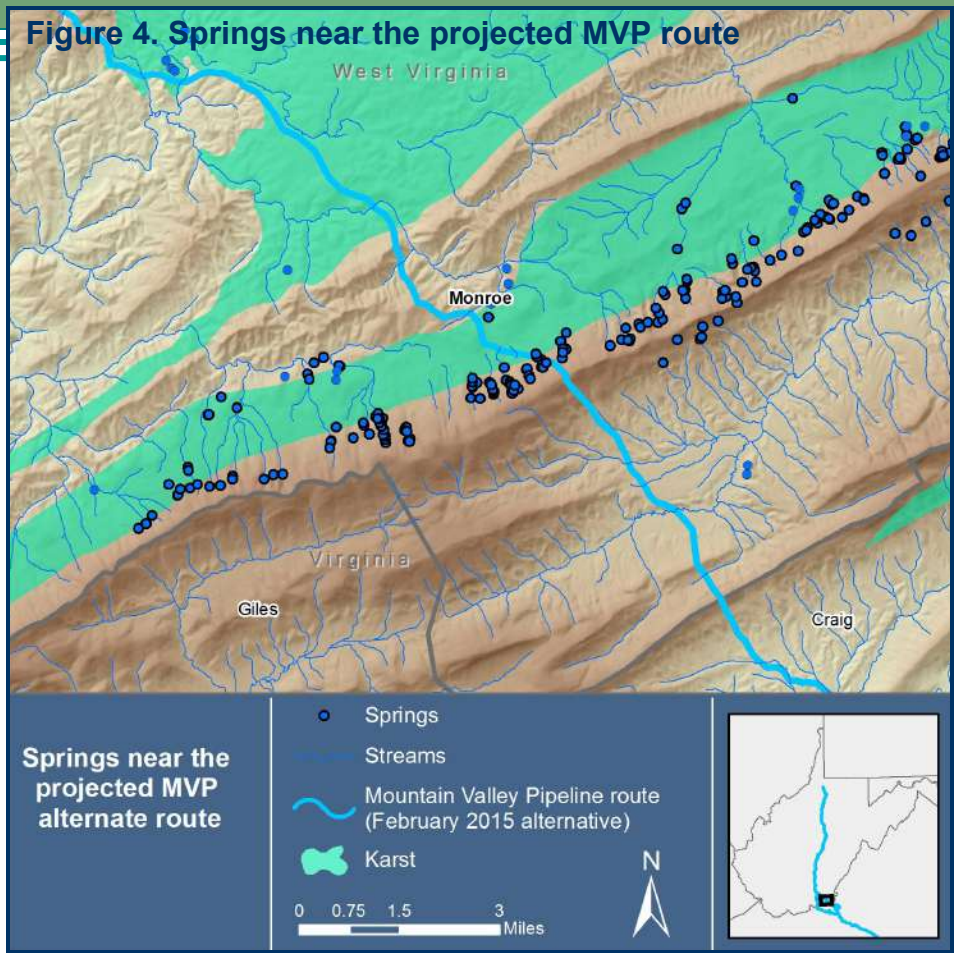 Figure 4. Springs near the projected MVP route
West Virginia
Monroe
Virginia
Giles
Craig
Springs near the
projected MVP
alternate route
Springs
Streams
Mountain Valley Pipeline route
(February 2015 alternative)
Karst
0 0.75 1.5 3
Miles
N